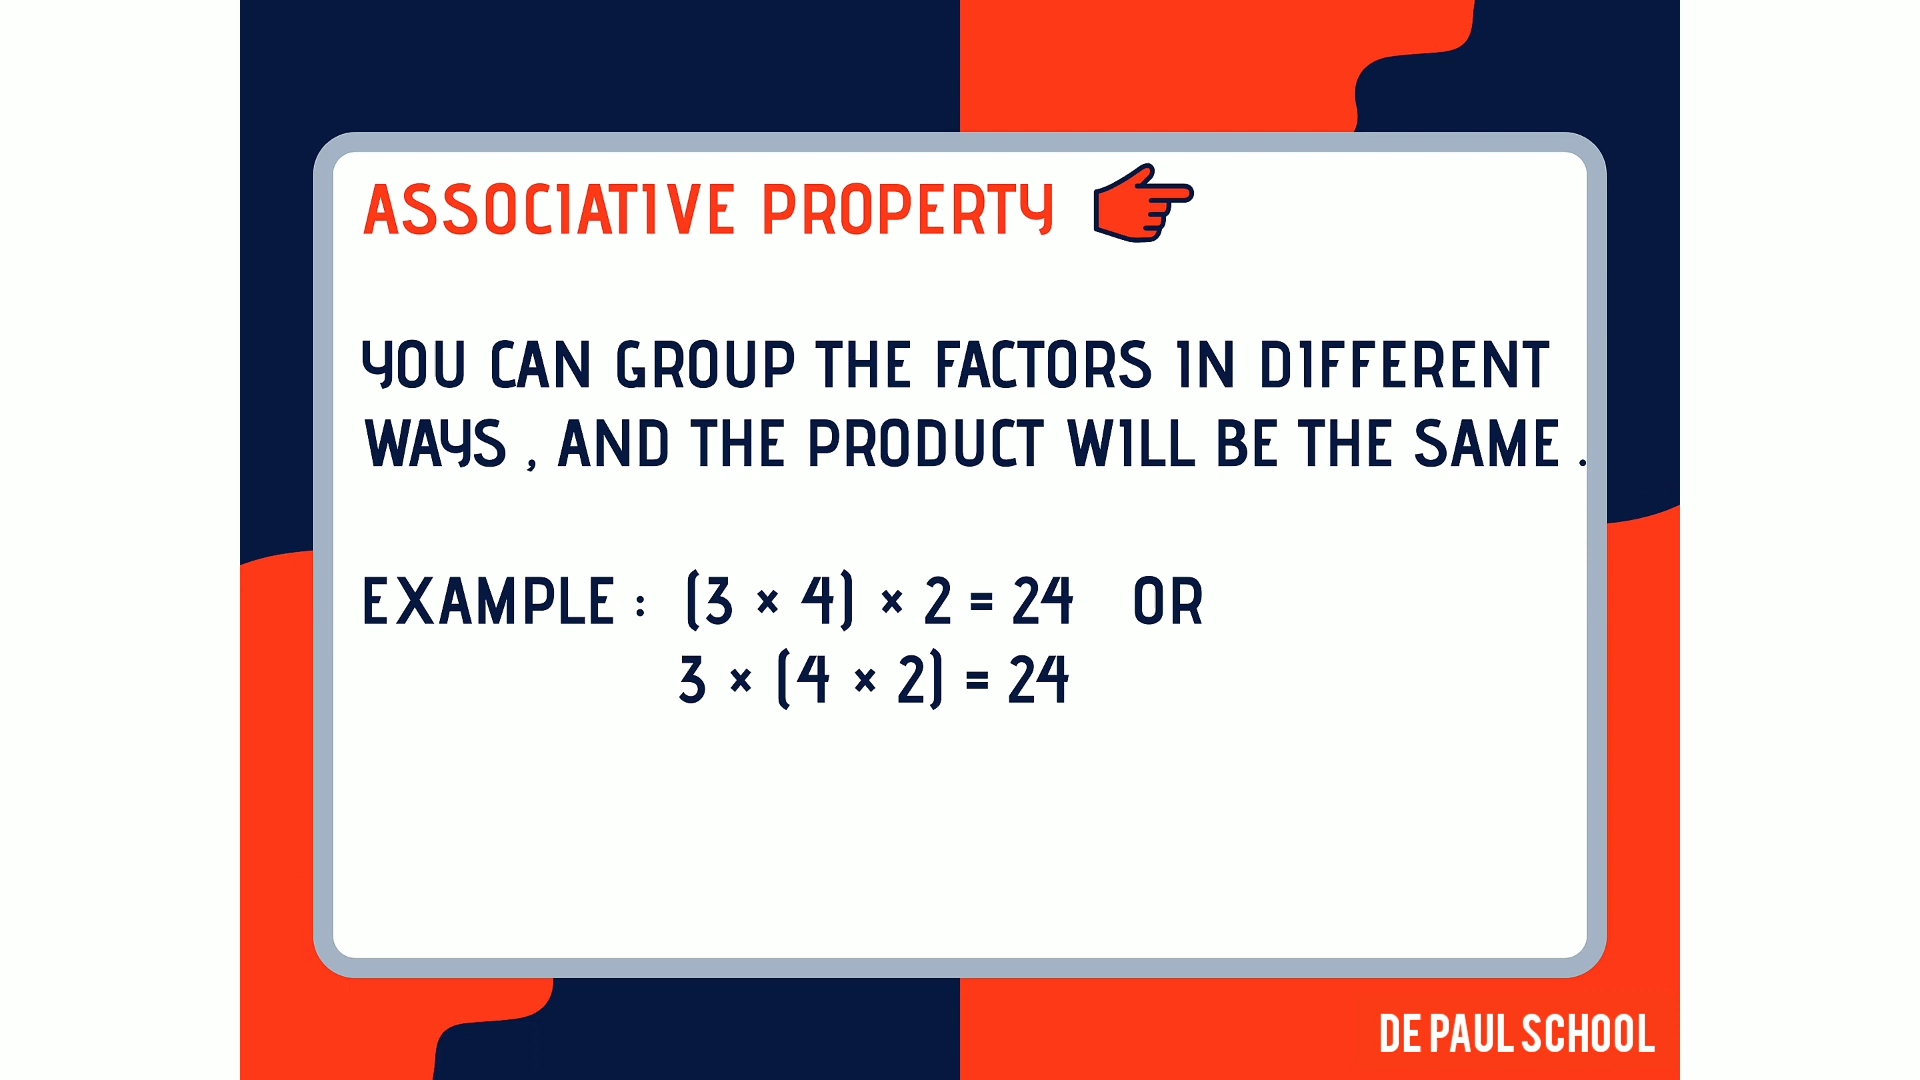 ASSOCIATIVE PROPERTY
YOU CAN GROUP THE FACTORS IN DIFFERENT
WAYS , AND THE PRODUCT WILL BE THE SAME .
EXAMPLE : (3 × 4) × 2 = 24 OR
3 × (4 × 2) = 24
DE PAUL SCHOOL